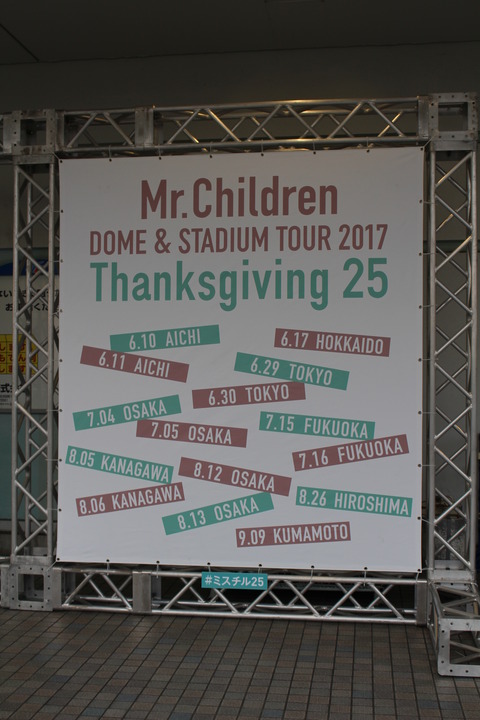 Mr.Children
DOME & STADIUM TOUR 2017
Thanksgiving 25
6.10 AICHI
6.17 HOKKAIDO
6.11 AICHI
6.29 TOKYO
6.30 TOKYO
7.04 OSAKA
7.15 FUKUOKA
7.05 OSAKA
7.16 FUKUOKA
8.05 KANAGAWA
8.12 OSAKA
8.06 KANAGAWA
8.26 HIROSHIMA
8.13 OSAKA
9.09 KUMAMOTO
#ミスチル25